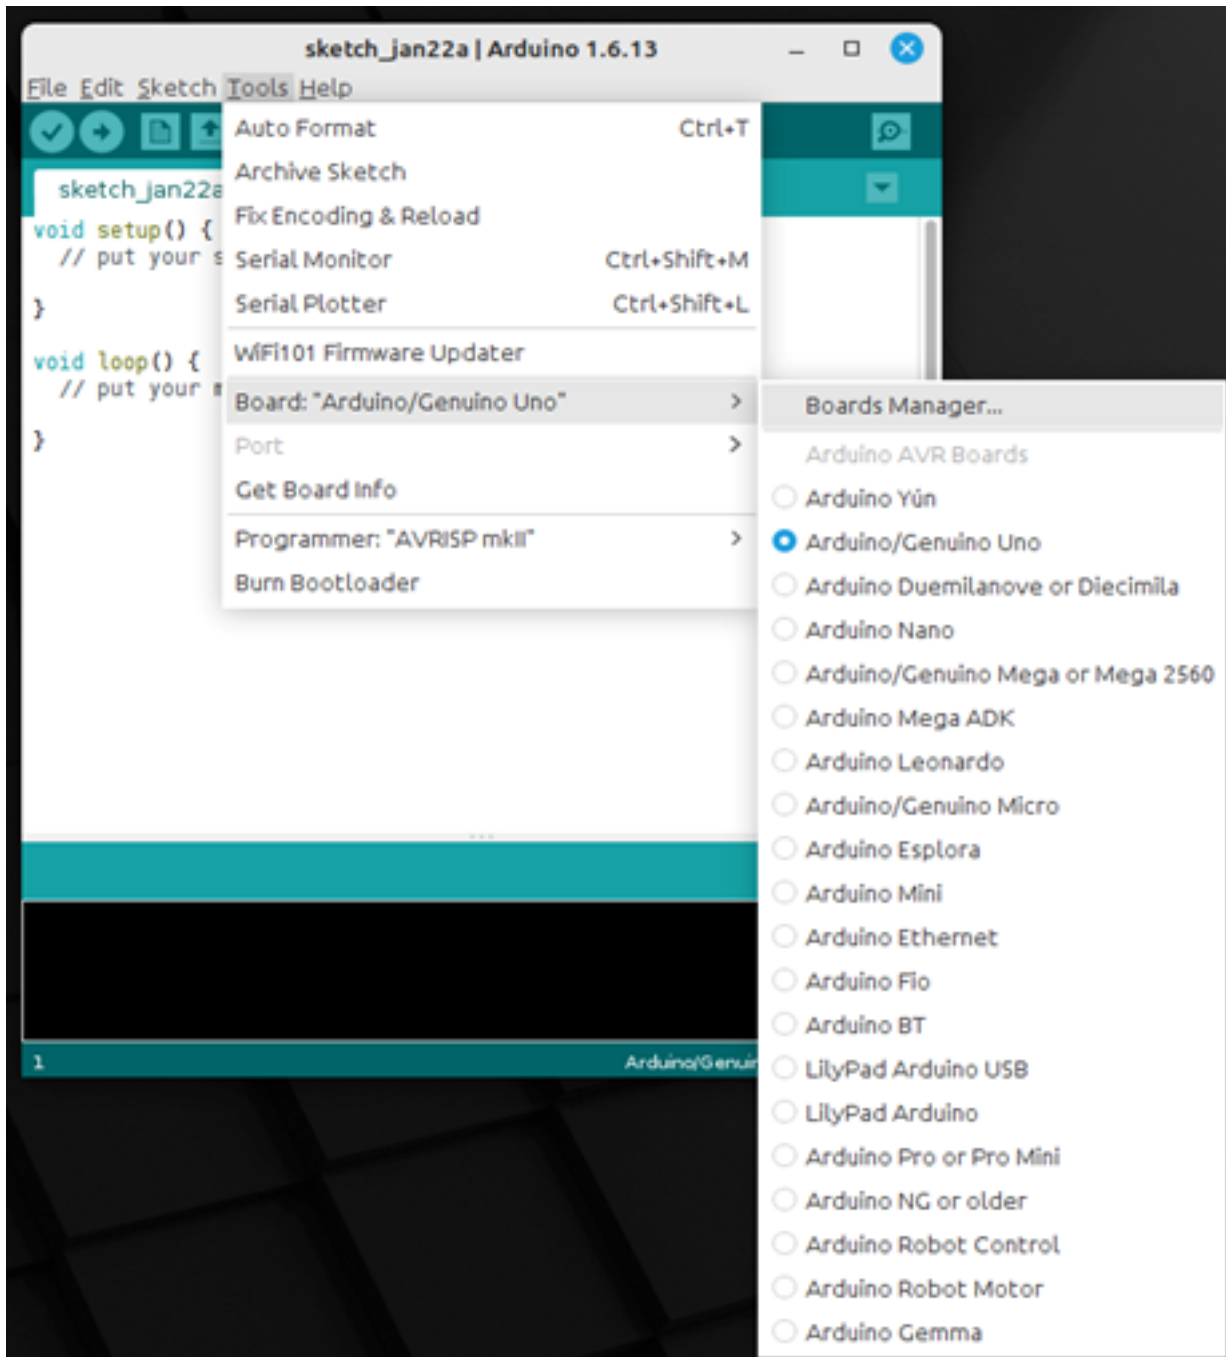 sketch_jan22a | Arduino 1.6.13
File Edit Sketch Tools Help
sketch_jan22a
void setup() {
// put your s
}
void loop() {
// put your m
}
Auto Format Ctrl+T
Archive Sketch
Fix Encoding & Reload
Serial Monitor Ctrl+Shift+M
Serial Plotter Ctrl+Shift+L
WiFi101 Firmware Updater
Board: "Arduino/Genuino Uno"
Port
Get Board Info
Programmer: "AVRISP mkII"
Burn Bootloader
Boards Manager...
Arduino AVR Boards
Arduino Yún
Arduino/Genuino Uno
Arduino Duemilanove or Diecimila
Arduino Nano
Arduino/Genuino Mega or Mega 2560
Arduino Mega ADK
Arduino Leonardo
Arduino/Genuino Micro
Arduino Esplora
Arduino Mini
Arduino Ethernet
Arduino Fio
Arduino BT
LilyPad Arduino USB
LilyPad Arduino
Arduino Pro or Pro Mini
Arduino NG or older
Arduino Robot Control
Arduino Robot Motor
Arduino Gemma
1 Arduino/Genuin